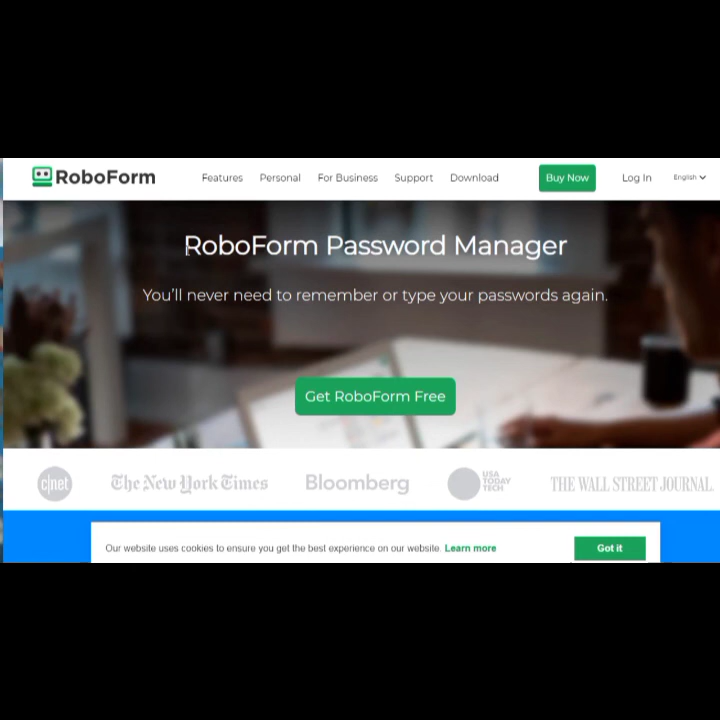 RoboForm
Features Personal For Business Support Download Buy Now Log In English
RoboForm Password Manager
You'll never need to remember or type your passwords again.
Get RoboForm Free
c|net The New York Times Bloomberg USA TODAY TECH THE WALL STREET JOURNAL.
Our website uses cookies to ensure you get the best experience on our website. Learn more Got it